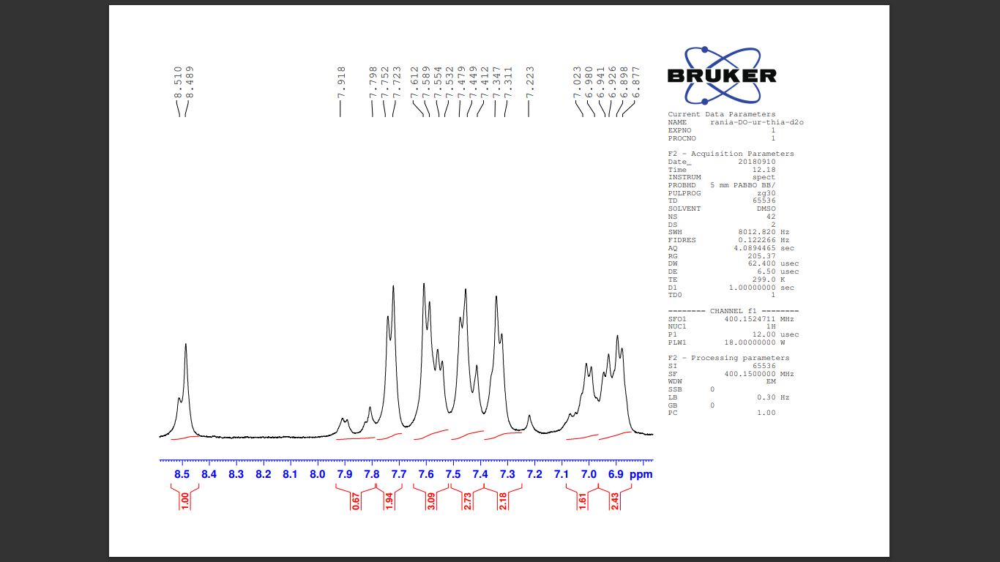 8.510
8.489
7.918
7.798
7.752
7.723
7.612
7.589
7.554
7.532
7.479
7.449
7.412
7.347
7.311
7.223
7.023
6.980
6.941
6.926
6.898
6.877
BRUKER
Current Data Parameters
NAME rania-DO-ur-thia-d2o
EXPNO 1
PROCNO 1
F2 - Acquisition Parameters
Date_ 20180910
Time 12.18
INSTRUM spect
PROBHD 5 mm PABBO BB/
PULPROG zg30
TD 65536
SOLVENT DMSO
NS 42
DS 2
SWH 8012.820 Hz
FIDRES 0.122266 Hz
AQ 4.0894465 sec
RG 205.37
DW 62.400 usec
DE 6.50 usec
TE 299.0 K
D1 1.00000000 sec
TD0 1
======== CHANNEL f1 ========
SFO1 400.1524711 MHz
NUC1 1H
P1 12.00 usec
PLW1 18.00000000 W
F2 - Processing parameters
SI 65536
SF 400.1500000 MHz
WDW EM
SSB 0
LB 0.30 Hz
GB 0
PC 1.00
8.5 8.4 8.3 8.2 8.1 8.0 7.9 7.8 7.7 7.6 7.5 7.4 7.3 7.2 7.1 7.0 6.9 ppm
1.00
0.67
1.94
3.09
2.73
2.18
1.61
2.43